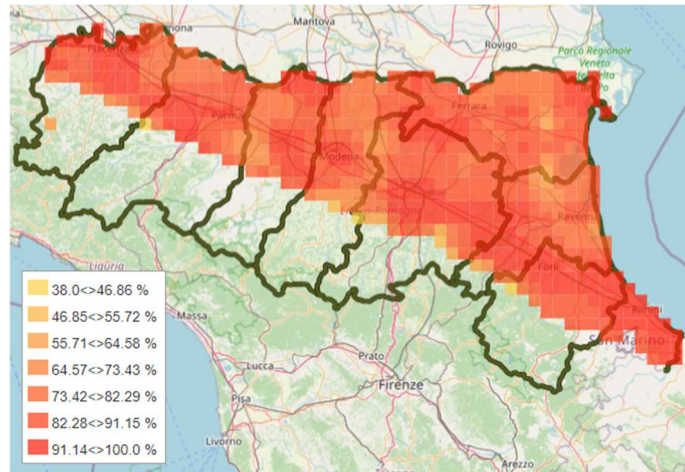 Mantova
Rovigo
Parco Regionale
Veneto
Piacenza
Ferrara
Parma
Modena
Ravenna
Forlì
Rimini
San Marino
Liguria
Massa
Lucca
Prato
Firenze
Pisa
Livorno
Arezzo
38.0<>46.86 %
46.85<>55.72 %
55.71<>64.58 %
64.57<>73.43 %
73.42<>82.29 %
82.28<>91.15 %
91.14<>100.0 %